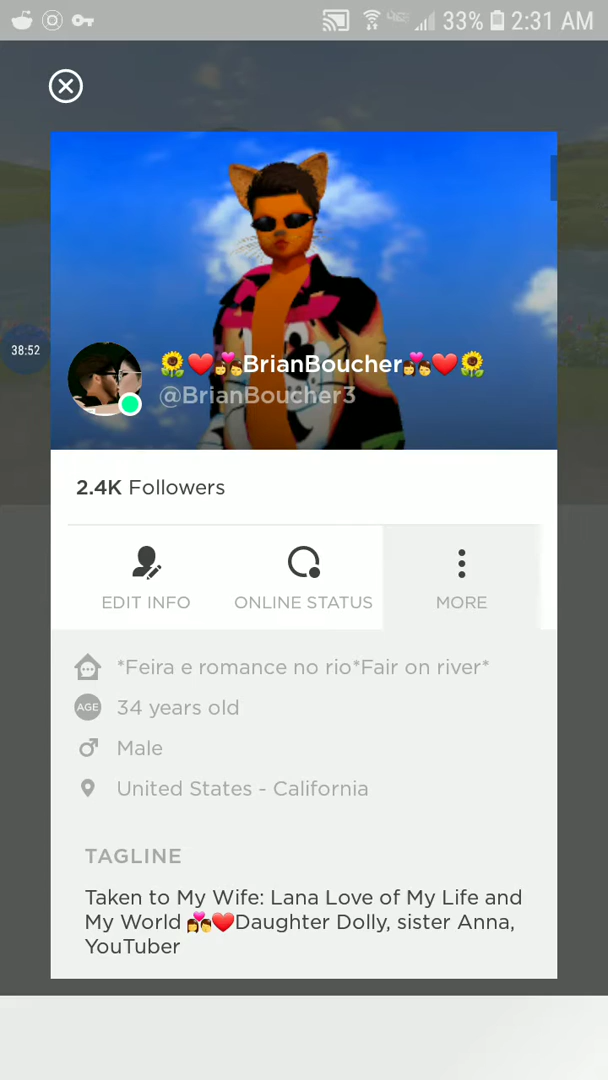 33% 2:31 AM
38:52
🌻❤️💏BrianBoucher💏❤️🌻
@BrianBoucher3
2.4K Followers
EDIT INFO
ONLINE STATUS
MORE
*Feira e romance no rio*Fair on river*
AGE 34 years old
Male
United States - California
TAGLINE
Taken to My Wife: Lana Love of My Life and
My World 💏❤️Daughter Dolly, sister Anna,
YouTuber